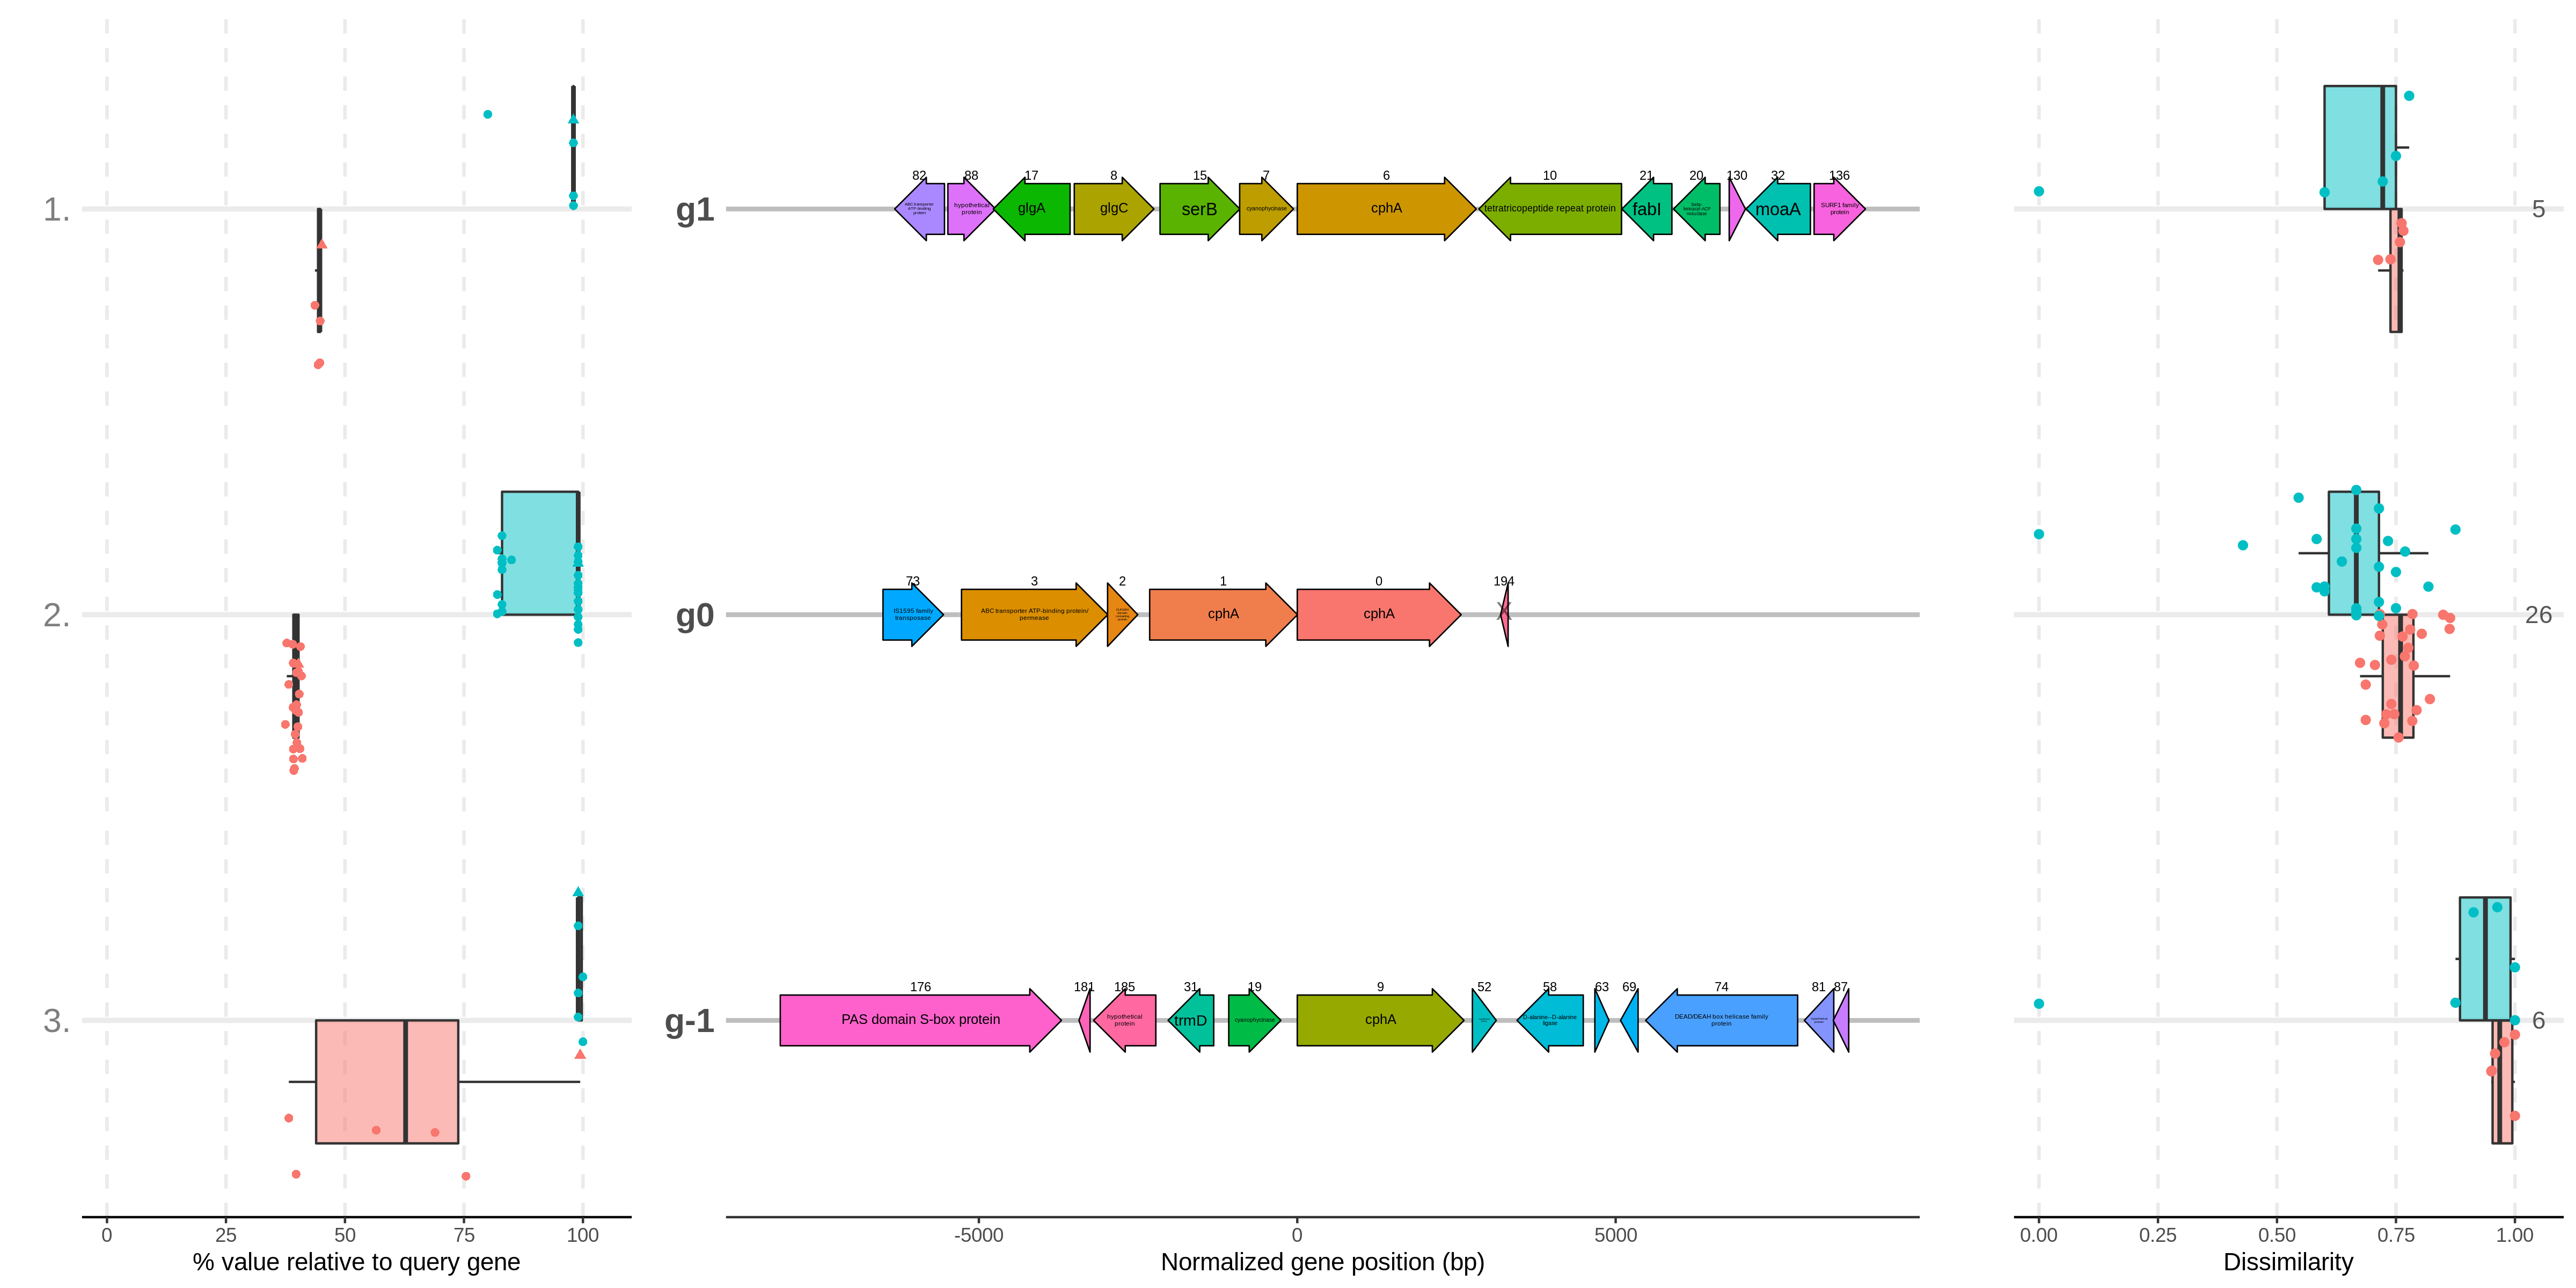 82 88 17 8 15 7 6 10 21 20 130 32 136
1. g1 ABC transporter ATP-binding protein hypothetical protein glgA glgC serB cyanophycinase cphA tetratricopeptide repeat protein fabI moaA SURF1 family protein 5
73 3 2 1 0 194
2. g0 IS1595 family transposase ABC transporter ATP-binding protein/ permease cphA cphA X 26
176 181 185 31 19 9 52 58 63 69 74 81 87
3. g-1 PAS domain S-box protein hypothetical protein trmD cyanophycinase cphA D-alanine--D-alanine ligase DEAD/DEAH box helicase family protein 6
0 25 50 75 100 -5000 0 5000 0.00 0.25 0.50 0.75 1.00
% value relative to query gene Normalized gene position (bp) Dissimilarity